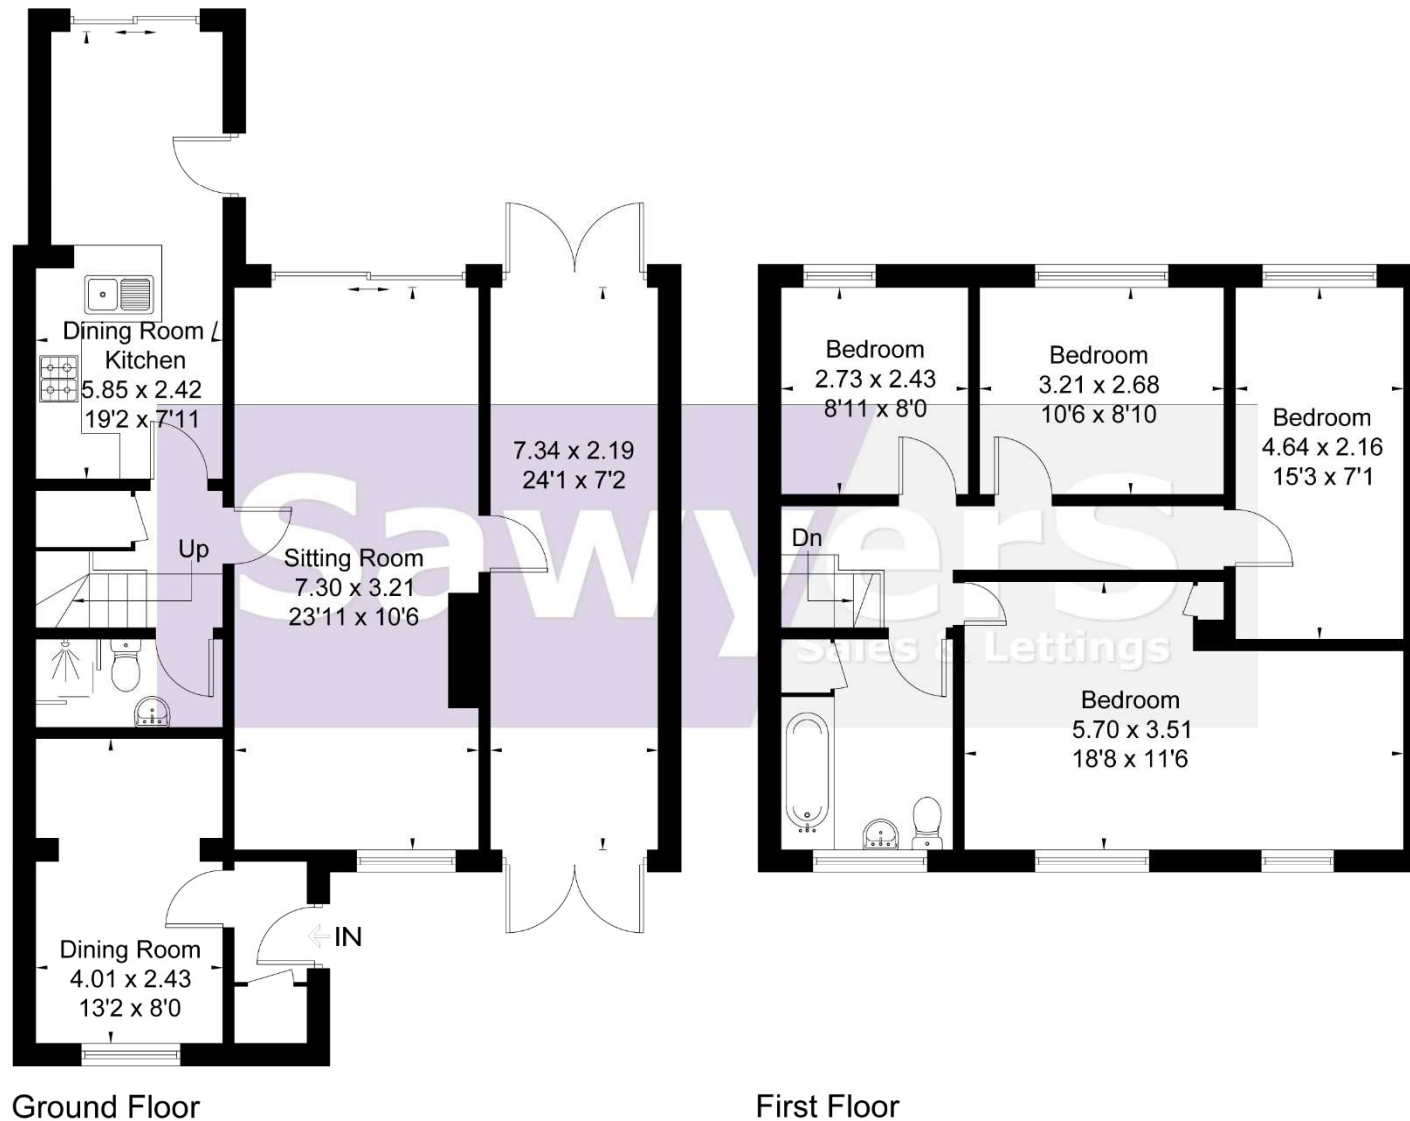 Dining Room /
Kitchen
5.85 x 2.42
19'2 x 7'11
Up
Sitting Room
7.30 x 3.21
23'11 x 10'6
7.34 x 2.19
24'1 x 7'2
Dining Room
4.01 x 2.43
13'2 x 8'0
IN
Ground Floor
Bedroom
2.73 x 2.43
8'11 x 8'0
Bedroom
3.21 x 2.68
10'6 x 8'10
Bedroom
4.64 x 2.16
15'3 x 7'1
Dn
Bedroom
5.70 x 3.51
18'8 x 11'6
First Floor
Sawyers
Sales & Lettings